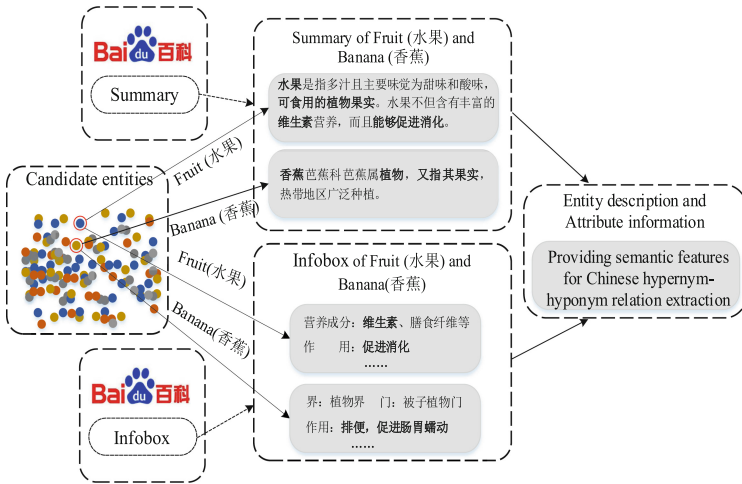 Bai du 百科
Summary
Summary of Fruit (水果) and
Banana (香蕉)
水果是指多汁且主要味觉为甜味和酸味，
可食用的植物果实。水果不但含有丰富的
维生素营养，而且能够促进消化。
香蕉芭蕉科芭蕉属植物，又指其果实，
热带地区广泛种植。
Candidate entities
Fruit (水果)
Banana (香蕉)
Fruit(水果)
Banana(香蕉)
Infobox of Fruit (水果) and
Banana(香蕉)
营养成分：维生素、膳食纤维等
作 用：促进消化
......
界：植物界 门：被子植物门
作用：排便，促进肠胃蠕动
......
Bai du 百科
Infobox
Entity description and
Attribute information
Providing semantic features
for Chinese hypernym-
hyponym relation extraction